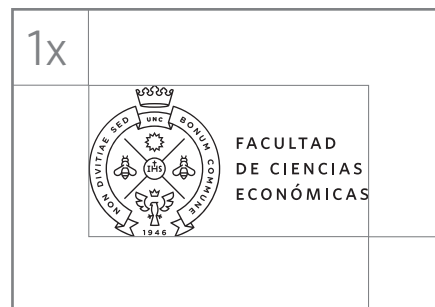 1x
UNC
NON DIVITIAE SED BONUM COMMUNE
IHS
1946
FACULTAD
DE CIENCIAS
ECONÓMICAS